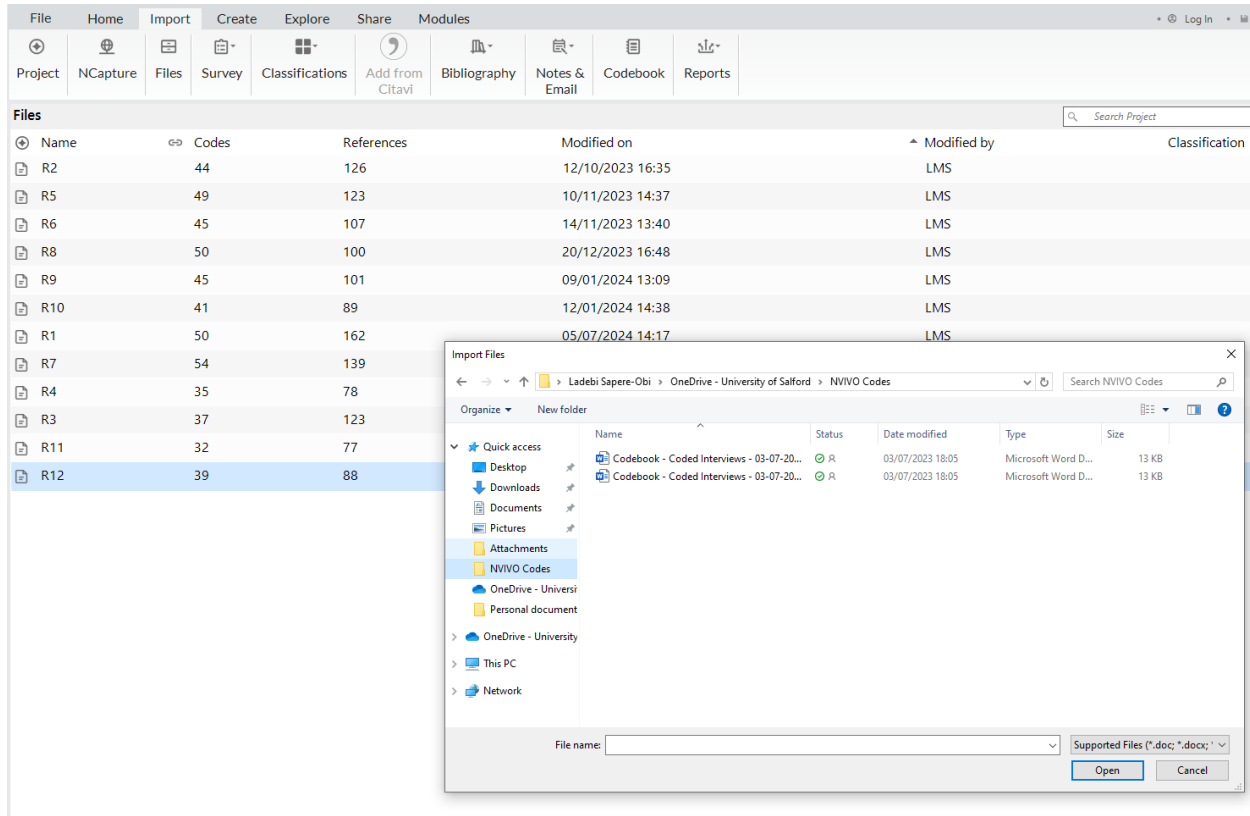 File Home Import Create Explore Share Modules Log In
Project NCapture Files Survey Classifications Add from Citavi Bibliography Notes & Email Codebook Reports
Files
Search Project
Name Codes References Modified on Modified by Classification
R2 44 126 12/10/2023 16:35 LMS
R5 49 123 10/11/2023 14:37 LMS
R6 45 107 14/11/2023 13:40 LMS
R8 50 100 20/12/2023 16:48 LMS
R9 45 101 09/01/2024 13:09 LMS
R10 41 89 12/01/2024 14:38 LMS
R1 50 162 05/07/2024 14:17 LMS
R7 54 139
R4 35 78
R3 37 123
R11 32 77
R12 39 88
Import Files
Ladebi Sapere-Obi > OneDrive - University of Salford > NVIVO Codes
Search NVIVO Codes
Organize New folder
Name Status Date modified Type Size
Codebook - Coded Interviews - 03-07-20... 03/07/2023 18:05 Microsoft Word D... 13 KB
Codebook - Coded Interviews - 03-07-20... 03/07/2023 18:05 Microsoft Word D... 13 KB
Quick access
Desktop
Downloads
Documents
Pictures
Attachments
NVIVO Codes
OneDrive - Universi
Personal document
OneDrive - University
This PC
Network
File name:
Supported Files (*.doc; *.docx; '
Open Cancel